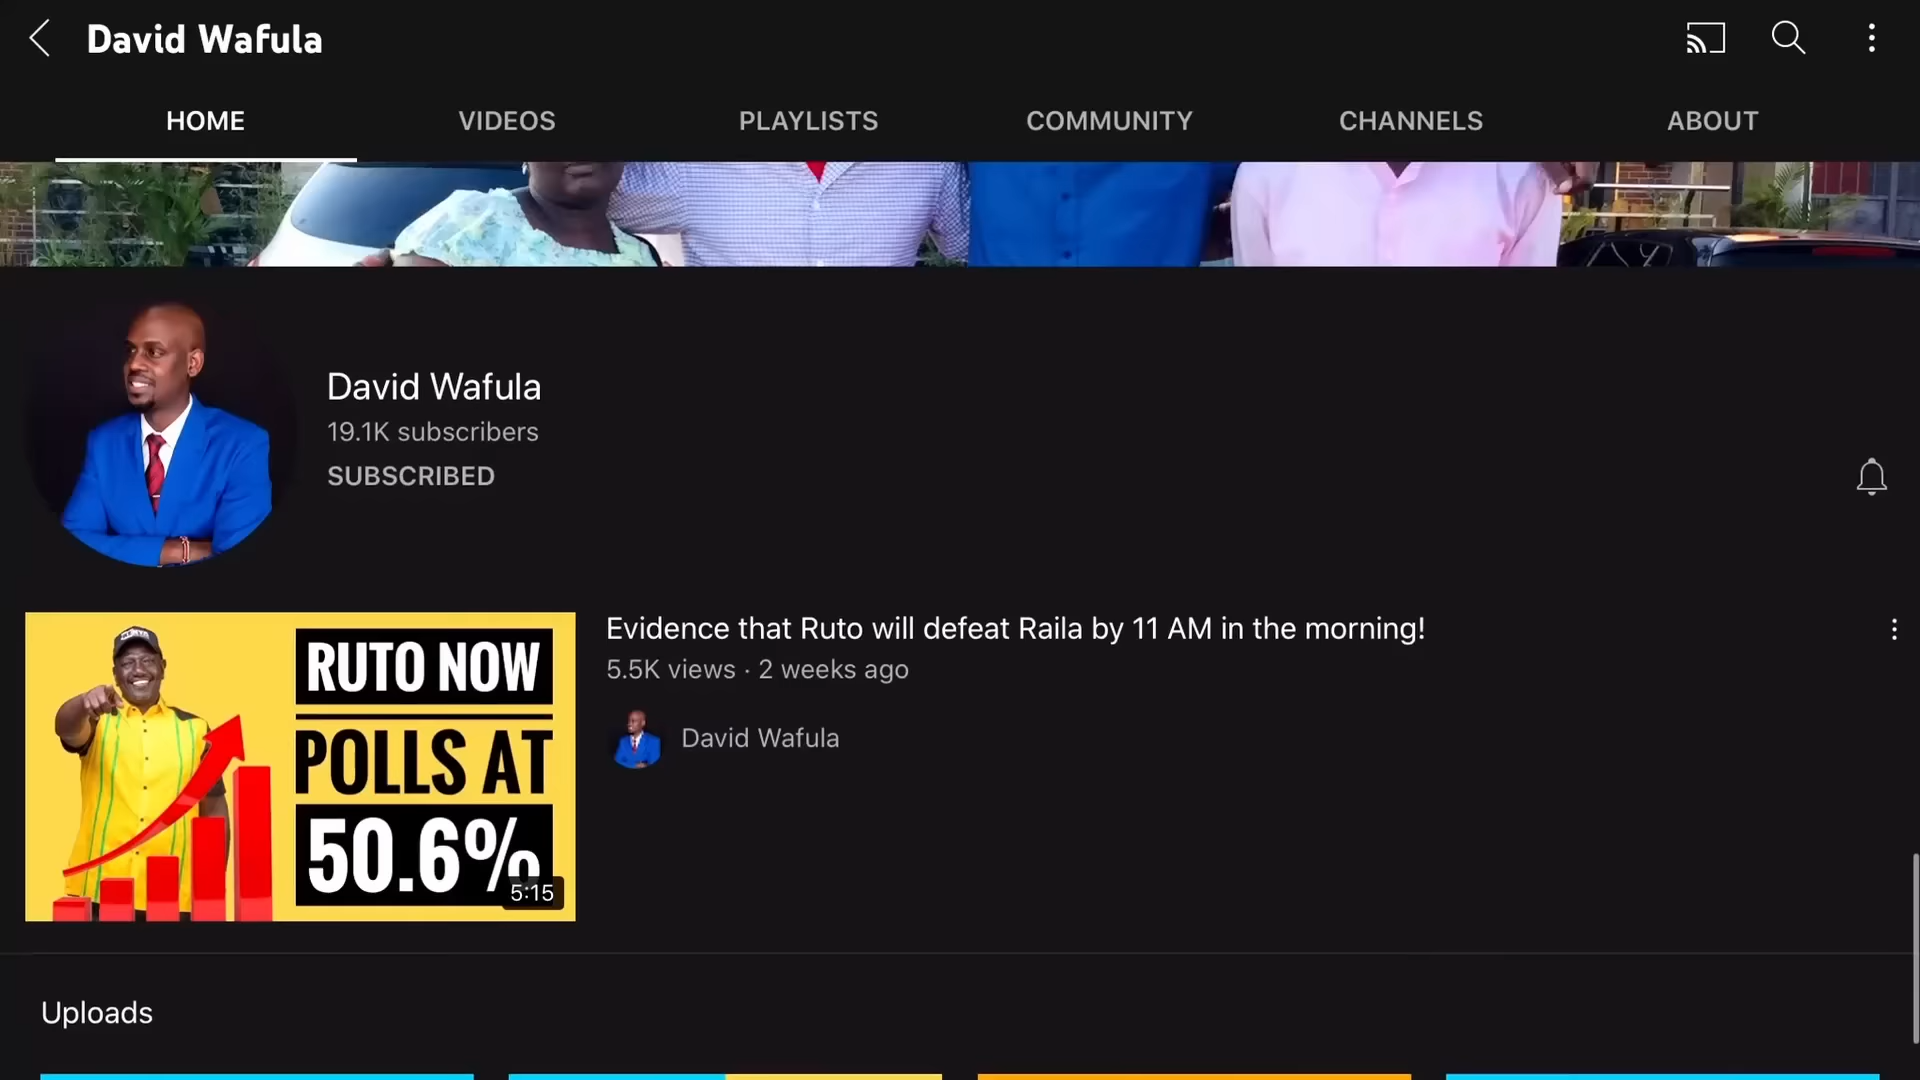 David Wafula
HOME VIDEOS PLAYLISTS COMMUNITY CHANNELS ABOUT
David Wafula
19.1K subscribers
SUBSCRIBED
RUTO NOW
POLLS AT
50.6%
5:15
Evidence that Ruto will defeat Raila by 11 AM in the morning!
5.5K views · 2 weeks ago
David Wafula
Uploads